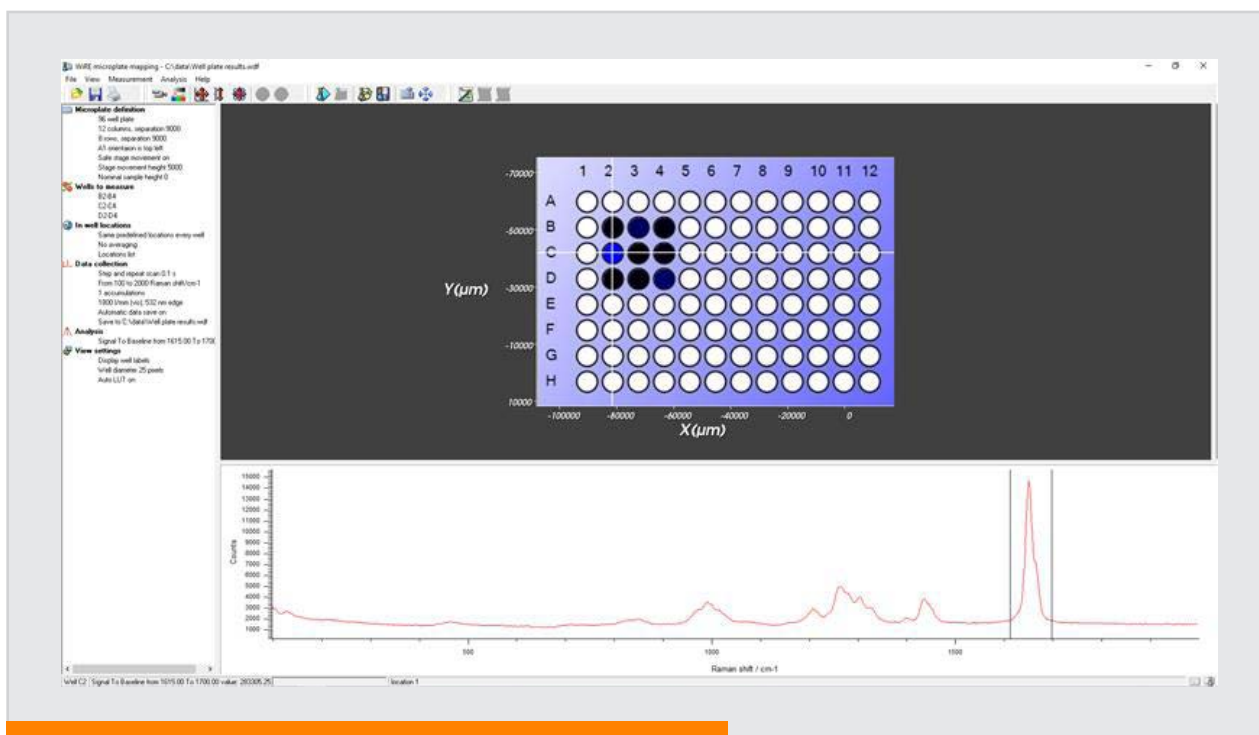 WiRE microplate mapping - C:\data\Well plate results.wdf
File View Measurement Analysis Help
Microplate definition
96 well plate
12 columns, separation 9000
8 rows, separation 9000
A1 orientaion is top left
Safe stage movement on
Stage movement height 5000
Nominal sample height 0
Wells to measure
B2-B4
C2-C4
D2-D4
In well locations
Same predefined locations every well
No averaging
Locations list
Data collection
Step and repeat scan 0.1 s
From 100 to 2000 Raman shift/cm-1
1 accumulations
1800 l/mm (vis), 532 nm edge
Automatic data save on
Save to C:\data\Well plate results.wdf
Analysis
Signal To Baseline from 1615.00 To 1700
View settings
Display well labels
Well diameter 25 pixels
Auto LUT on
1 2 3 4 5 6 7 8 9 10 11 12
A
B
C
D
E
F
G
H
-70000
-50000
-30000
-10000
10000
Y(µm)
-100000 -80000 -60000 -40000 -20000 0
X(µm)
15000
14000
13000
12000
11000
10000
9000
8000
7000
6000
5000
4000
3000
2000
1000
Counts
500 1000 1500
Raman shift / cm-1
Well C2 Signal To Baseline from 1615.00 To 1700.00 value: 283305.25 location 1